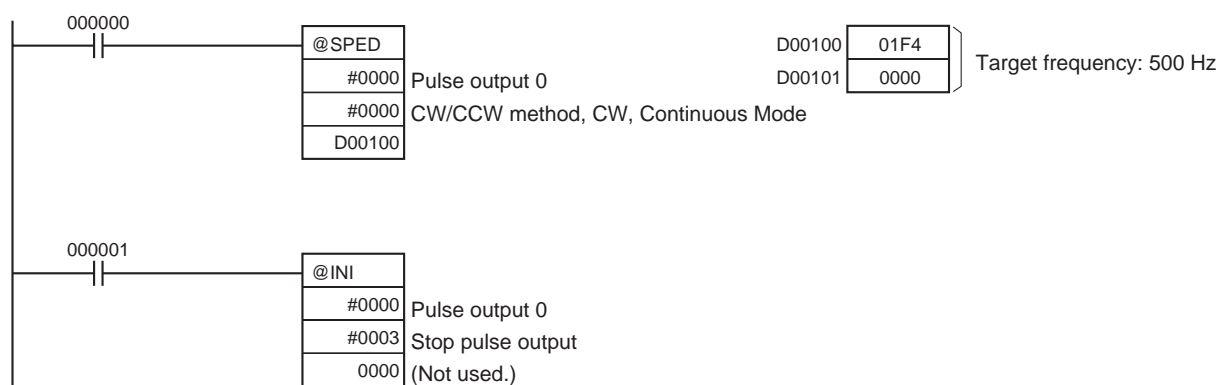 000000
@SPED
#0000 Pulse output 0
#0000 CW/CCW method, CW, Continuous Mode
D00100
D00100 01F4
D00101 0000
Target frequency: 500 Hz
000001
@INI
#0000 Pulse output 0
#0003 Stop pulse output
0000 (Not used.)